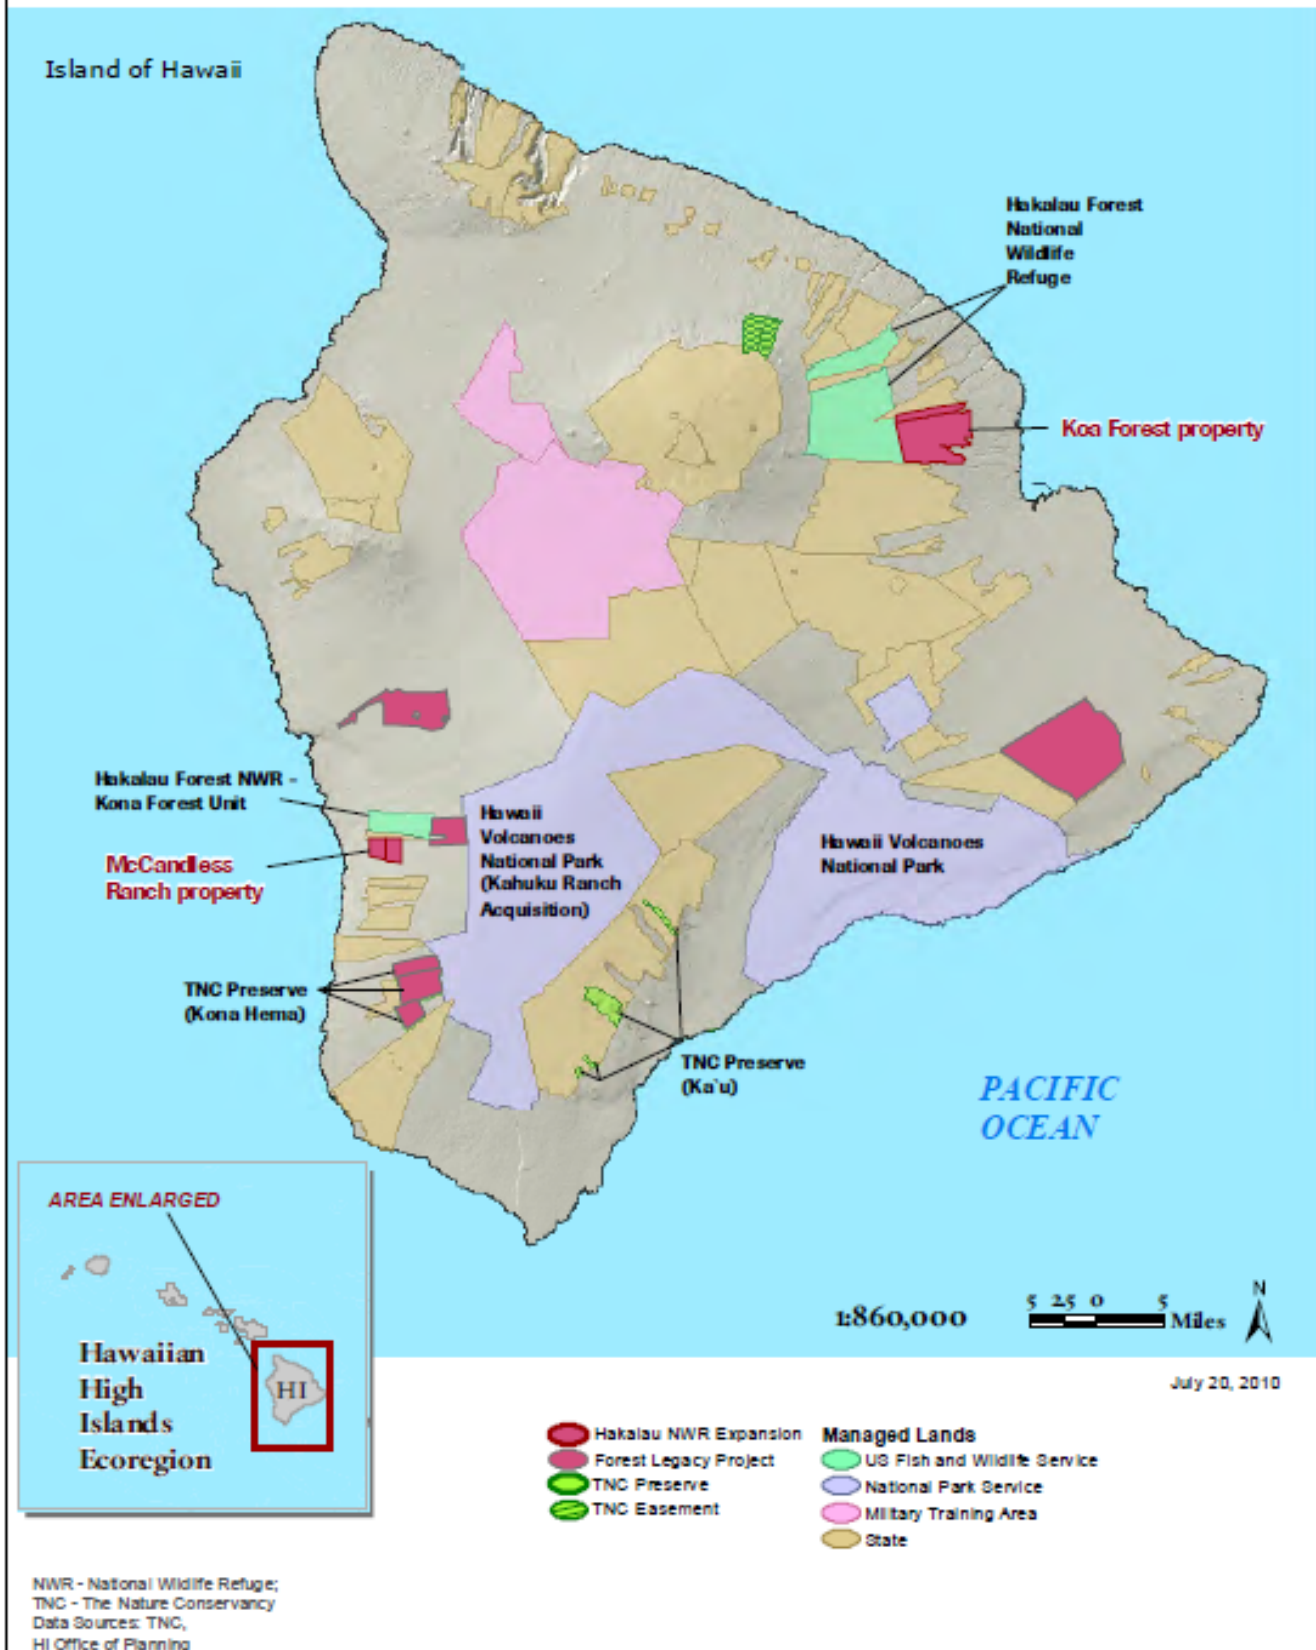 Island of Hawaii
Hakalau Forest
National
Wildlife
Refuge
Koa Forest property
Hakalau Forest NWR -
Kona Forest Unit
McCandless
Ranch property
Hawaii
Volcanoes
National Park
(Kahuku Ranch
Acquisition)
Hawaii Volcanoes
National Park
TNC Preserve
(Kona Hema)
TNC Preserve
(Ka`u)
PACIFIC
OCEAN
AREA ENLARGED
HI
Hawaiian
High
Islands
Ecoregion
1:860,000
5 2.5 0 5
Miles
N
July 20, 2010
Hakalau NWR Expansion
Forest Legacy Project
TNC Preserve
TNC Easement
Managed Lands
US Fish and Wildlife Service
National Park Service
Military Training Area
State
NWR - National Wildlife Refuge;
TNC - The Nature Conservancy
Data Sources: TNC,
HI Office of Planning